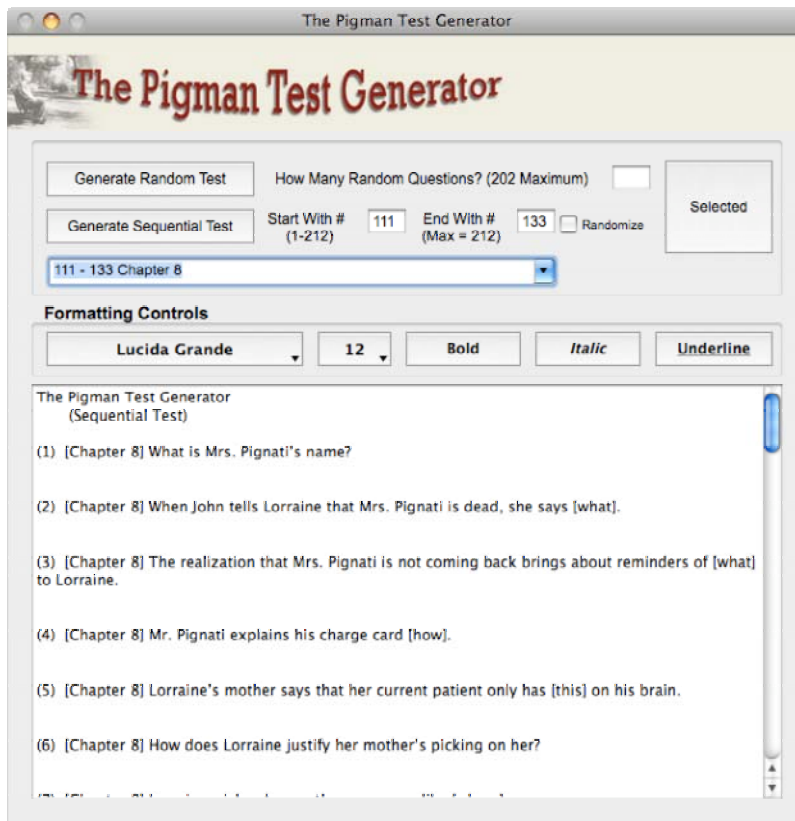 The Pigman Test Generator
The Pigman Test Generator
Generate Random Test
How Many Random Questions? (202 Maximum)
Selected
Generate Sequential Test
Start With #
(1-212)
111
End With #
(Max = 212)
133
Randomize
111 - 133 Chapter 8
Formatting Controls
Lucida Grande
12
Bold
Italic
Underline
The Pigman Test Generator
(Sequential Test)
(1) [Chapter 8] What is Mrs. Pignati's name?
(2) [Chapter 8] When John tells Lorraine that Mrs. Pignati is dead, she says [what].
(3) [Chapter 8] The realization that Mrs. Pignati is not coming back brings about reminders of [what]
to Lorraine.
(4) [Chapter 8] Mr. Pignati explains his charge card [how].
(5) [Chapter 8] Lorraine's mother says that her current patient only has [this] on his brain.
(6) [Chapter 8] How does Lorraine justify her mother's picking on her?